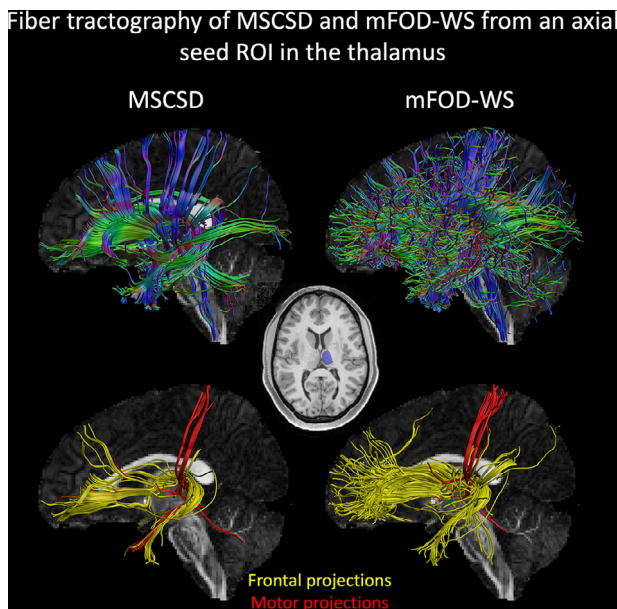 Fiber tractography of MSCSD and mFOD-WS from an axial
seed ROI in the thalamus
MSCSD
mFOD-WS
Frontal projections
Motor projections